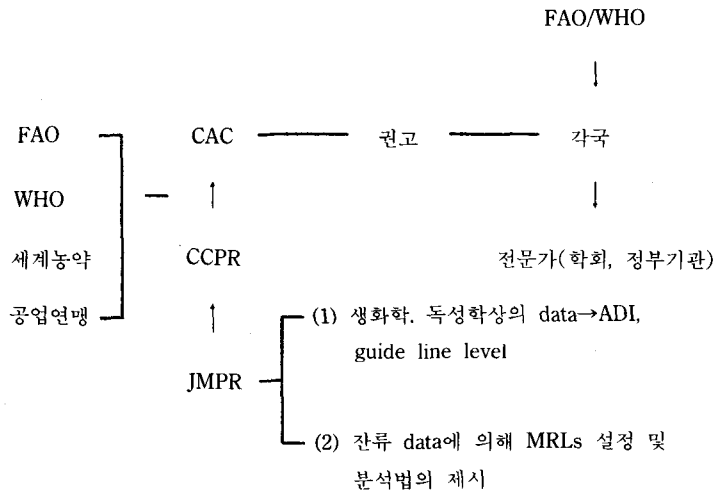 FAO/WHO
↓
FAO CAC 권고 각국
WHO ↑ ↓
세계농약 CCPR 전문가(학회, 정부기관)
공업연맹 ↑
(1) 생화학. 독성학상의 data→ADI,
guide line level
JMPR
(2) 잔류 data에 의해 MRLs 설정 및
분석법의 제시